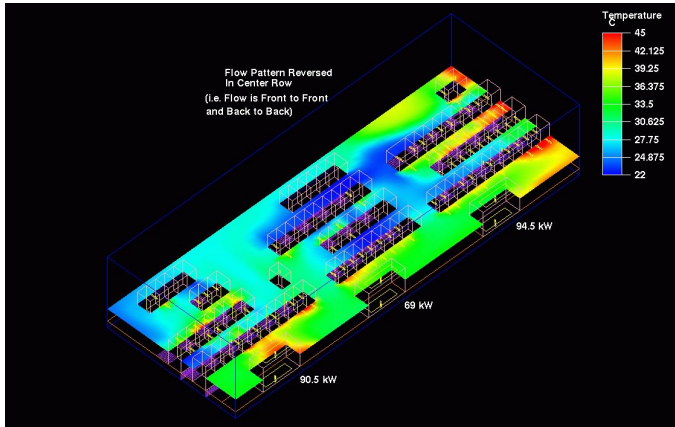 Temperature
C
45
42.125
39.25
36.375
33.5
30.625
27.75
24.875
22
Flow Pattern Reversed
In Center Row
(i.e. Flow is Front to Front
and Back to Back)
94.5 kW
69 kW
90.5 kW